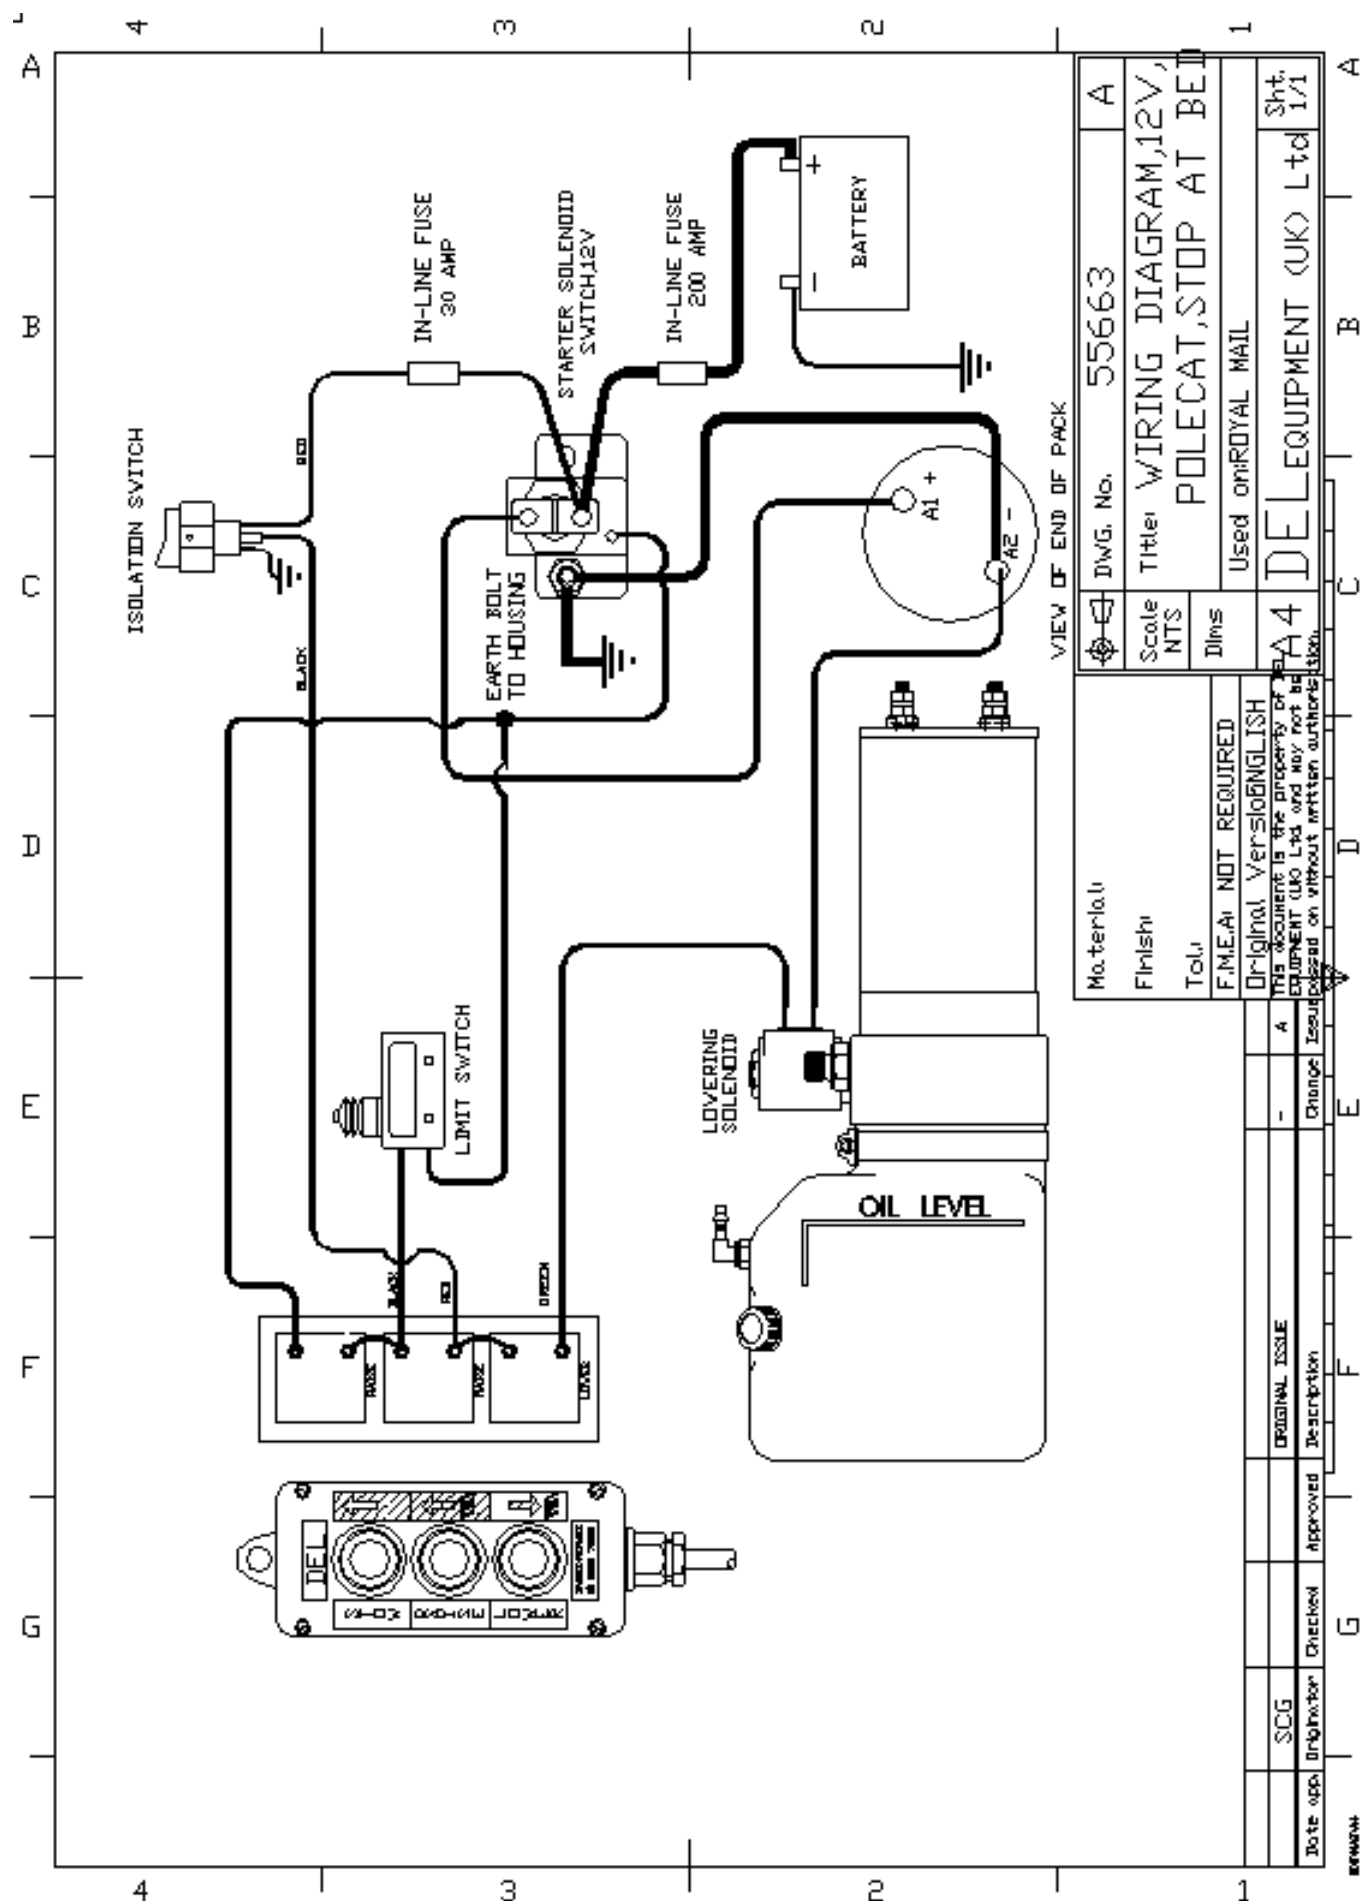 4
3
2
1
A
B
C
D
E
F
G
A
B
C
D
E
F
G
4
3
2
1
ISOLATION SWITCH
RED
BLACK
IN-LINE FUSE
30 AMP
STARTER SOLENOID
SWITCH,12V
IN-LINE FUSE
200 AMP
+
-
BATTERY
EARTH BOLT
TO HOUSING
A1 +
A2 -
VIEW OF END OF PACK
LIMIT SWITCH
LOWERING
SOLENOID
OIL LEVEL
BLACK
RED
GREEN
RAISE
RAISE
LOWER
DEL
DWG. No. 55663 A
Scale
NTS
Title: WIRING DIAGRAM,12V,
POLECAT,STOP AT BED
Dims
Used on:ROYAL MAIL
A4
DEL EQUIPMENT (UK) Ltd
Sht.
1/1
Material:
Finish:
Tol.:
F.M.E.A: NOT REQUIRED
Original Version ENGLISH
This document is the property of DEL
EQUIPMENT (UK) Ltd. and may not be
passed on without written authorisation.
SCG ORIGINAL ISSUE - A
Date app. Originator Checked Approved Description Change Issue